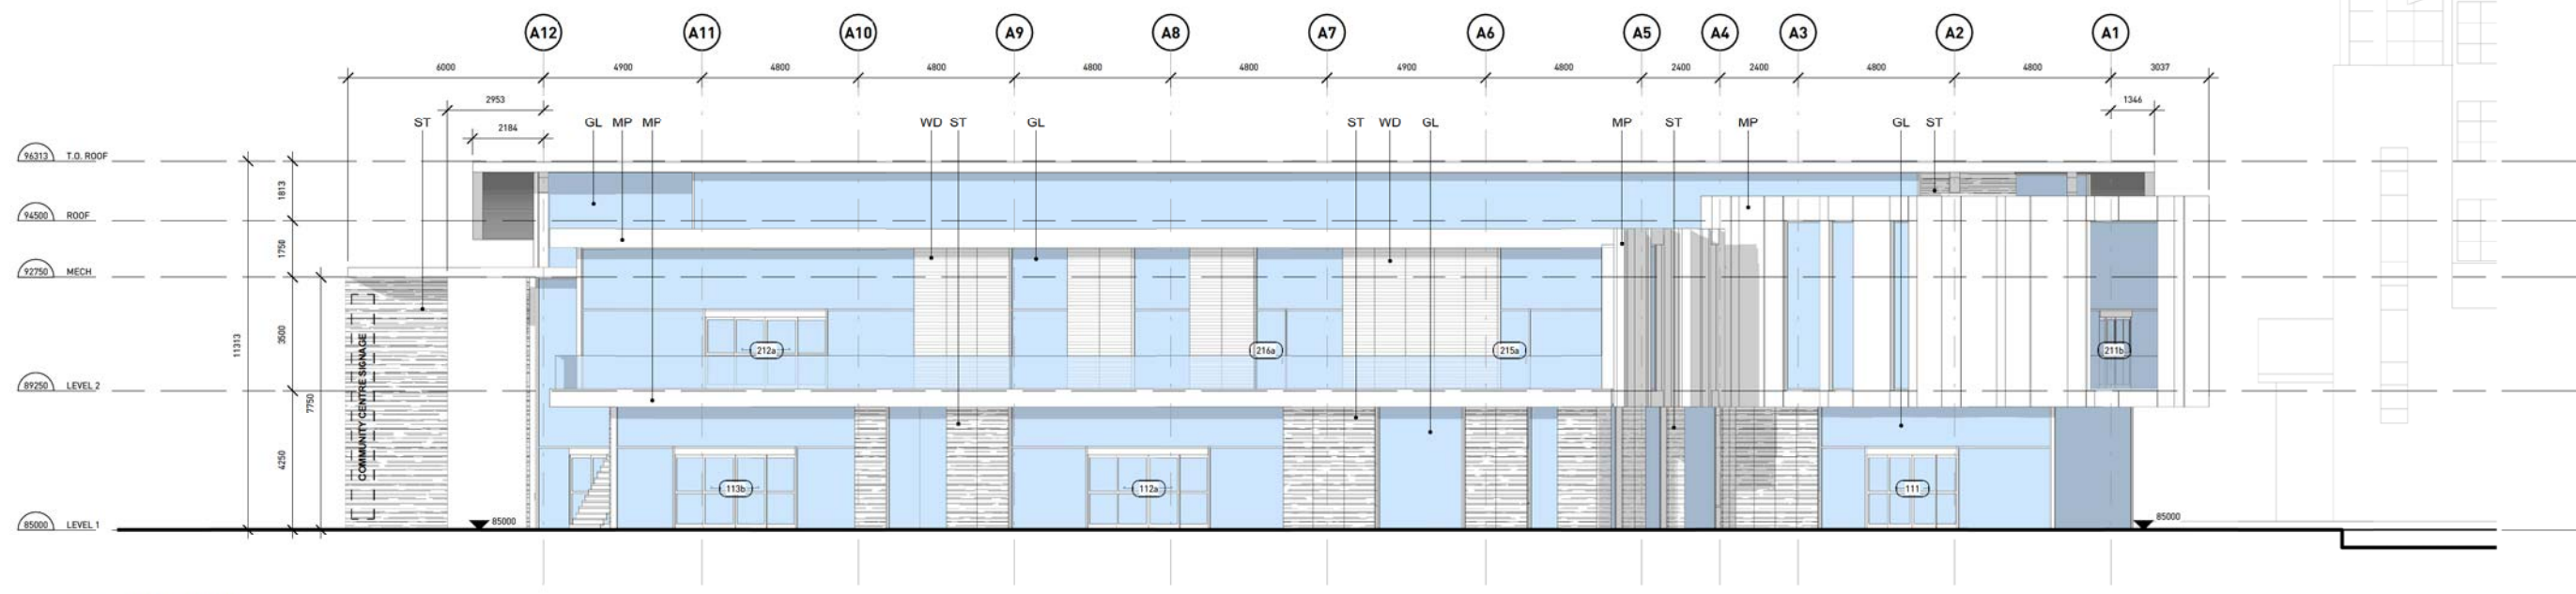 A12 A11 A10 A9 A8 A7 A6 A5 A4 A3 A2 A1
6000 4900 4800 4800 4800 4800 4900 4800 2400 2400 4800 4800 3037
2953 1346
ST 2184 GL MP MP WD ST GL ST WD GL MP ST MP GL ST
96313 T.O. ROOF
1813
94500 ROOF
1750
92750 MECH
11313
3500
7750
COMMUNITY CENTRE SIGNAGE
212a 216a 215a 211b
89250 LEVEL 2
4250
113b 112a 111
85000 LEVEL 1
85000 85000